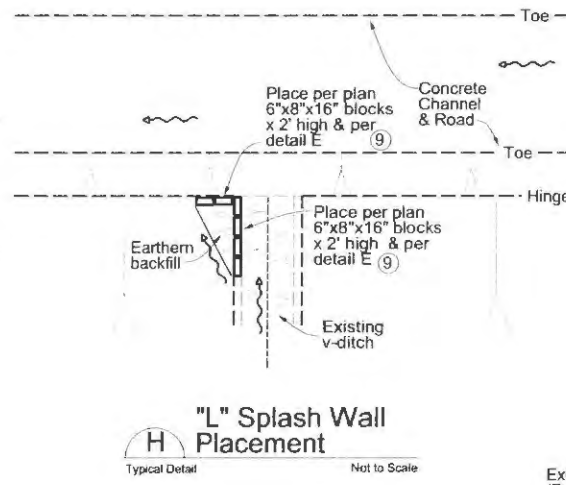 Toe
Concrete
Channel
& Road
Place per plan
6"x8"x16" blocks
x 2' high & per
detail E 9
Toe
Hinge
Place per plan
6"x8"x16" blocks
x 2' high & per
detail E 9
Earthern
backfill
Existing
v-ditch
H
"L" Splash Wall
Placement
Typical Detail
Not to Scale